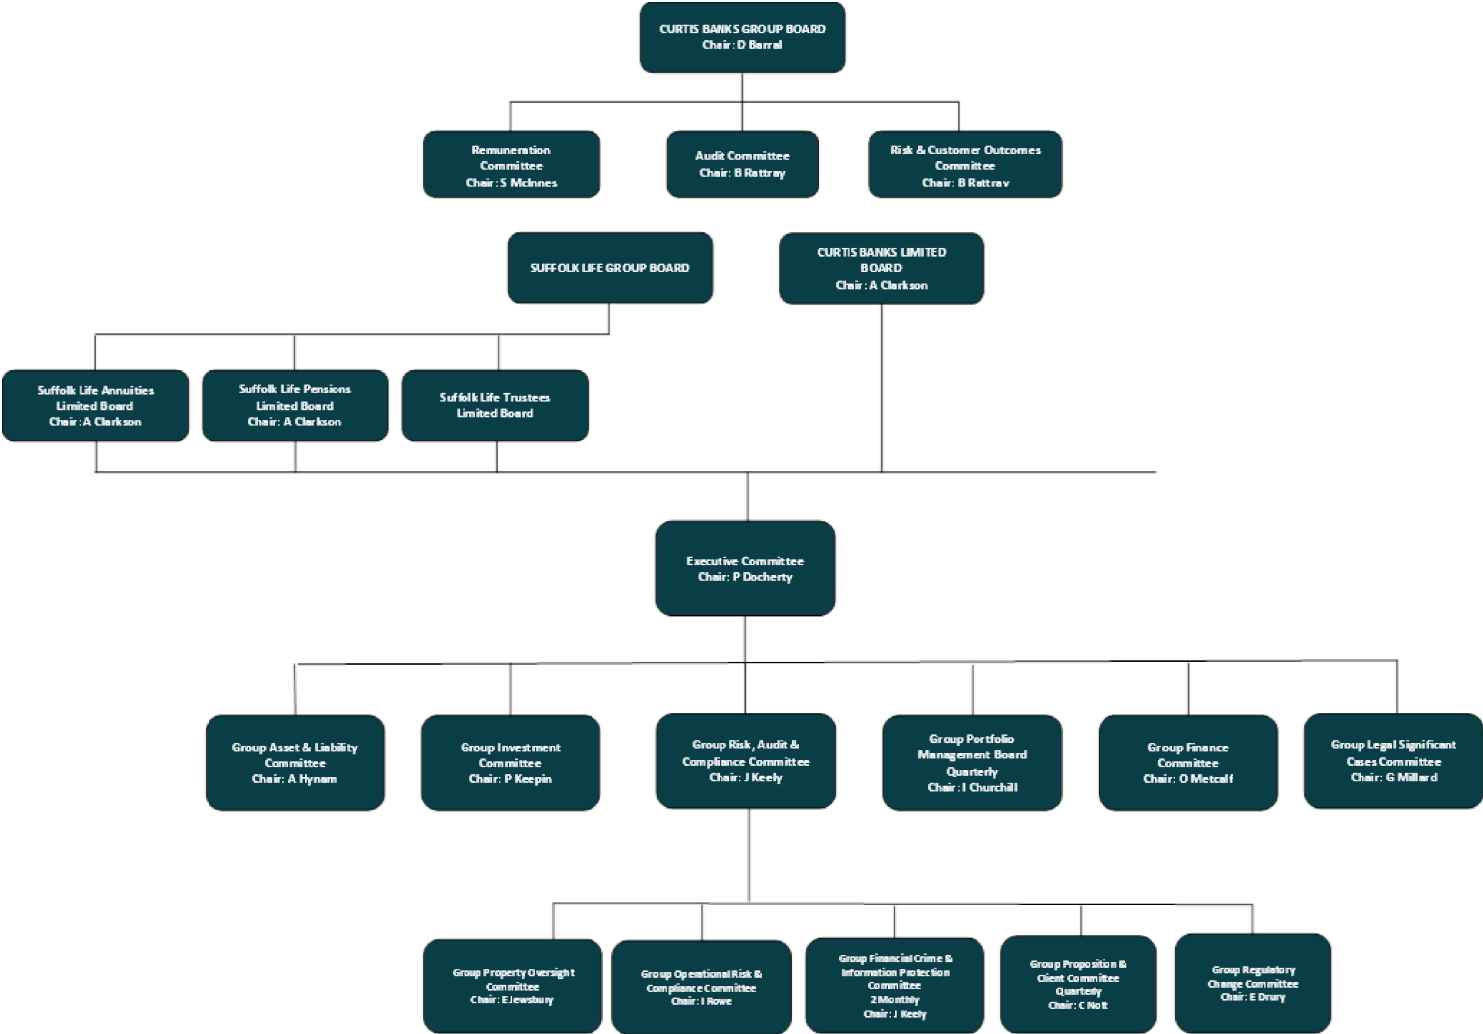 CURTIS BANKS GROUP BOARD
Chair: D Barral
Remuneration
Committee
Chair: S McInnes
Audit Committee
Chair: B Rattray
Risk & Customer Outcomes
Committee
Chair: B Rattray
SUFFOLK LIFE GROUP BOARD
CURTIS BANKS LIMITED
BOARD
Chair: A Clarkson
Suffolk Life Annuities
Limited Board
Chair: A Clarkson
Suffolk Life Pensions
Limited Board
Chair: A Clarkson
Suffolk Life Trustees
Limited Board
Executive Committee
Chair: P Docherty
Group Asset & Liability
Committee
Chair: A Hynam
Group Investment
Committee
Chair: P Keepin
Group Risk, Audit &
Compliance Committee
Chair: J Keely
Group Portfolio
Management Board
Quarterly
Chair: I Churchill
Group Finance
Committee
Chair: O Metcalf
Group Legal Significant
Cases Committee
Chair: G Millard
Group Property Oversight
Committee
Chair: E Jewsbury
Group Operational Risk &
Compliance Committee
Chair: I Rowe
Group Financial Crime &
Information Protection
Committee
2 Monthly
Chair: J Keely
Group Proposition &
Client Committee
Quarterly
Chair: C Nott
Group Regulatory
Change Committee
Chair: E Drury